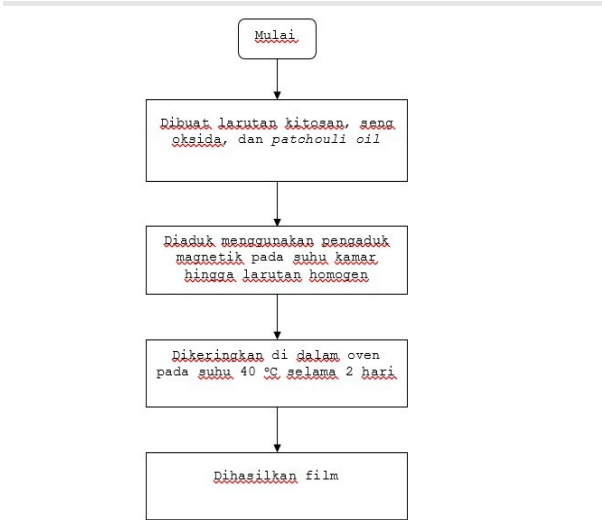 Mulai
Dibuat larutan kitosan, seng
oksida, dan patchouli oil
Diaduk menggunakan pengaduk
magnetik pada suhu kamar
hingga larutan homogen
Dikeringkan di dalam oven
pada suhu 40 °C selama 2 hari
Dihasilkan film